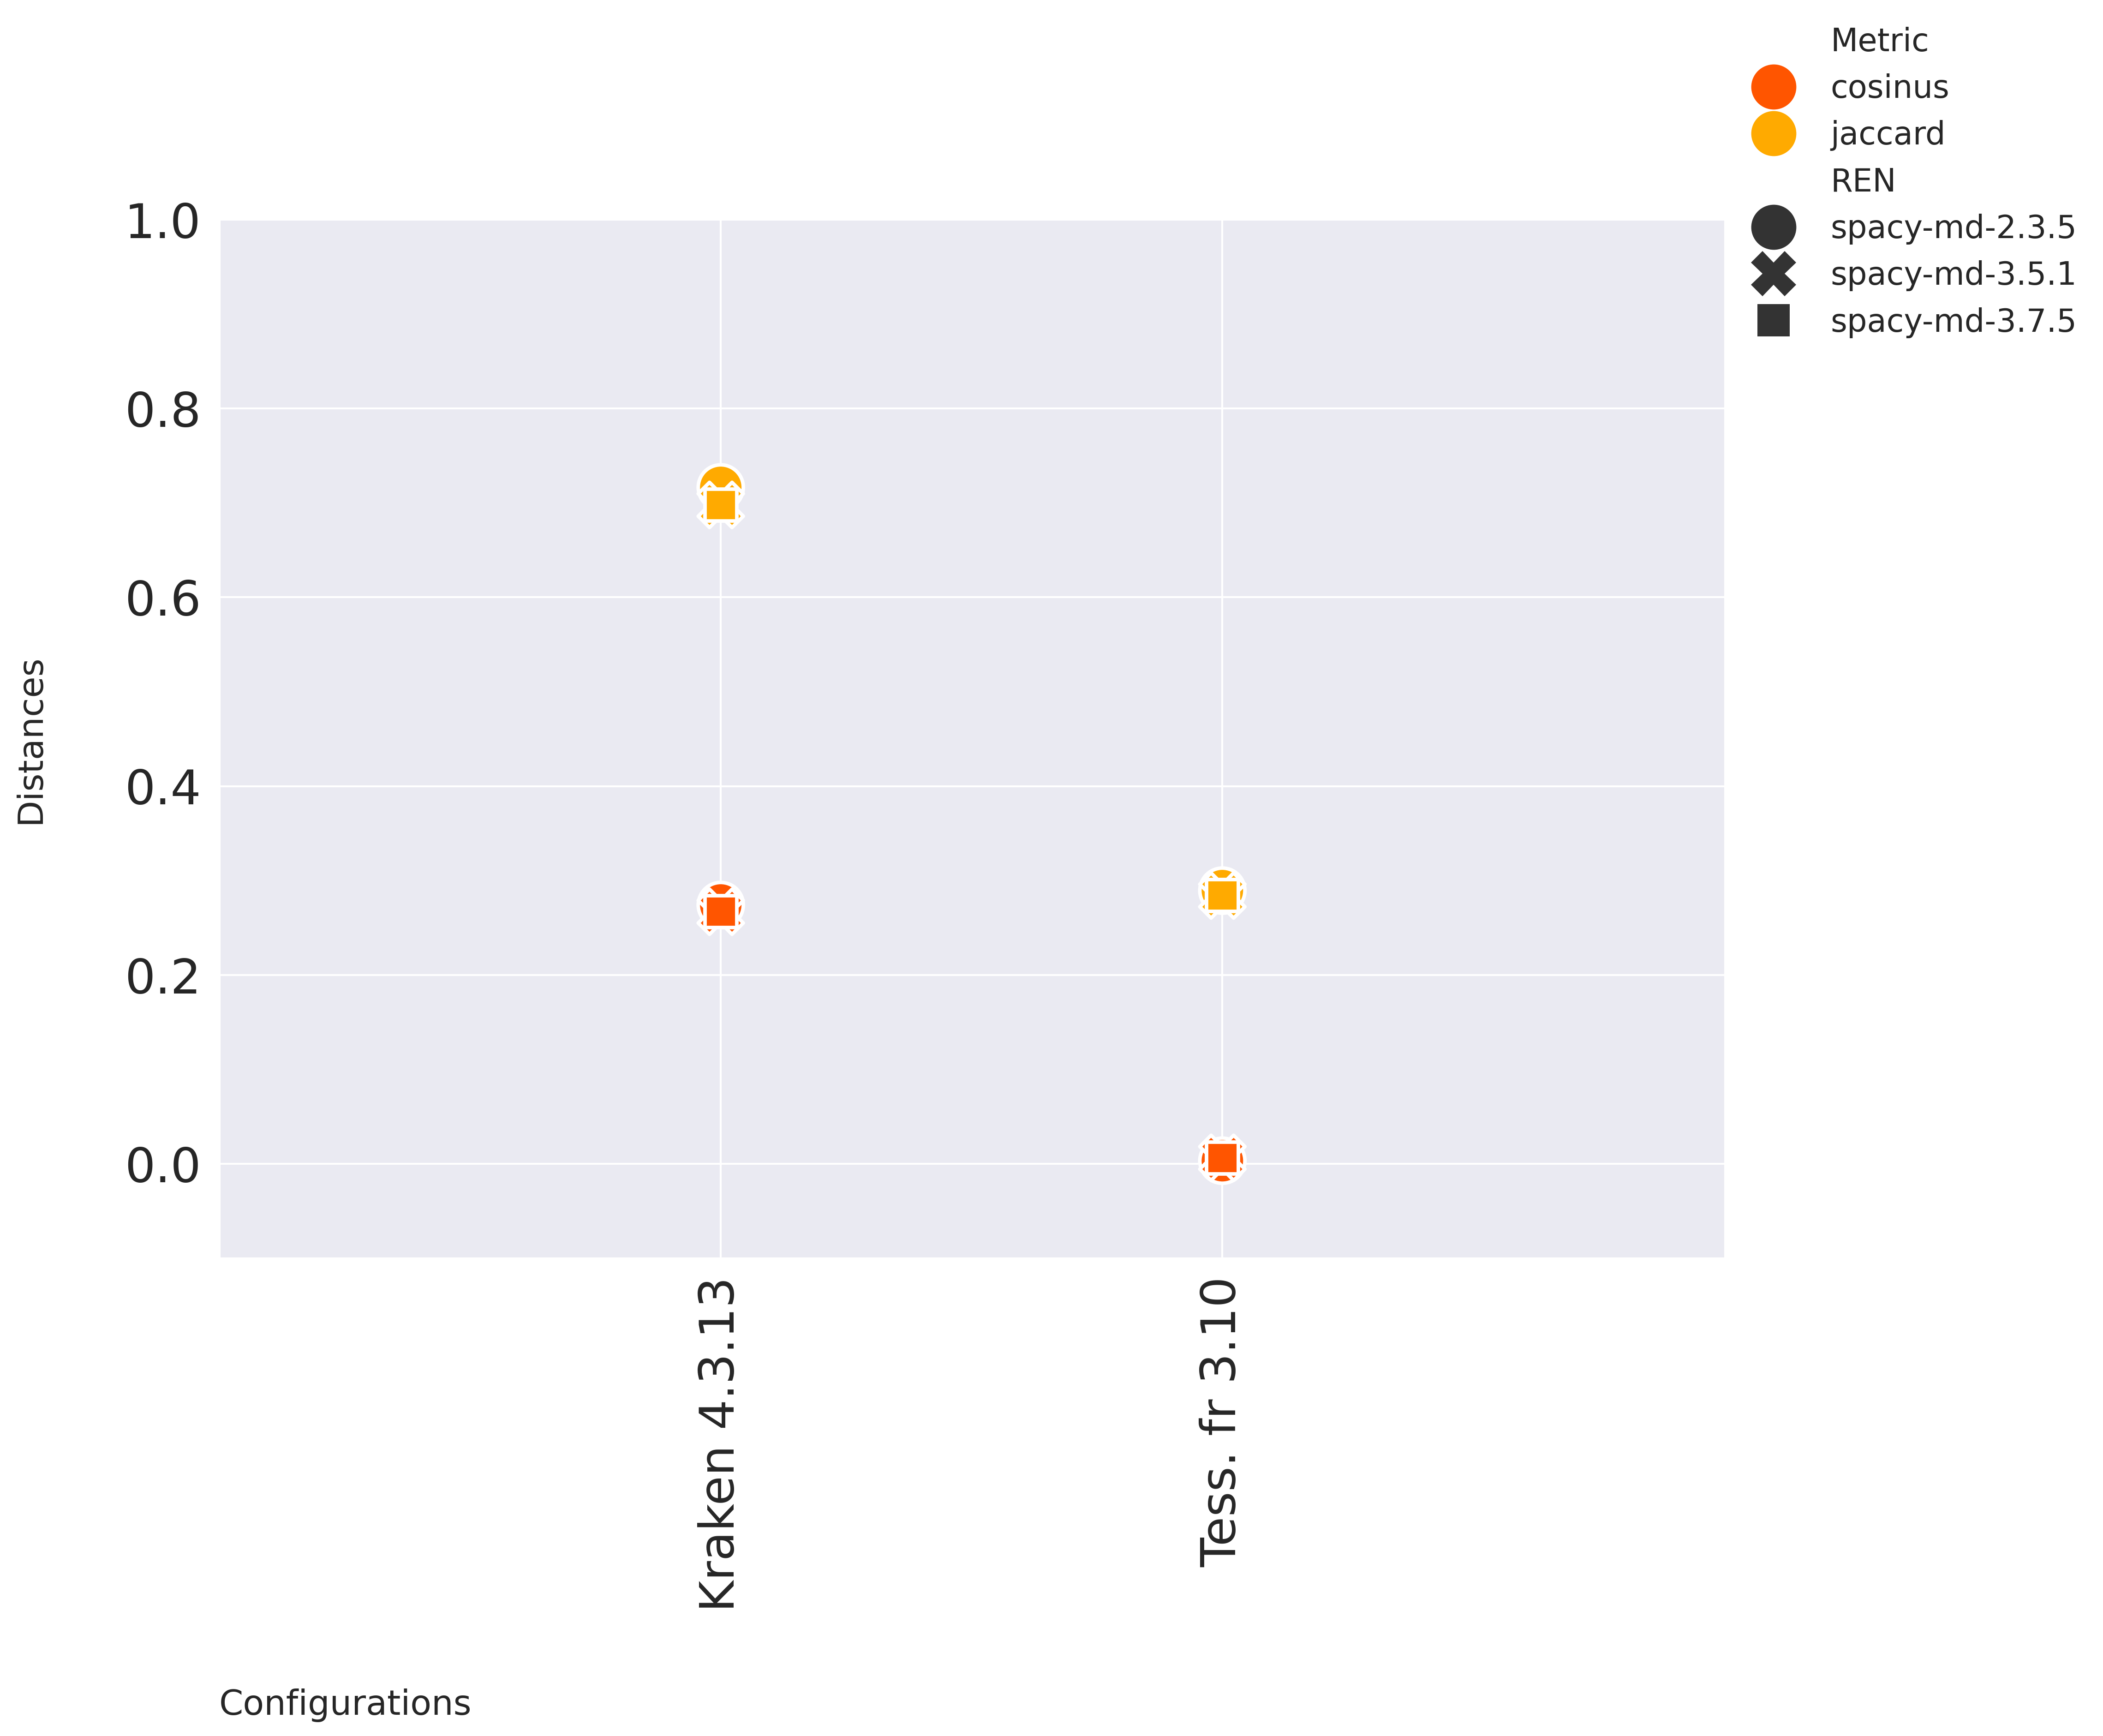 Metric
cosinus
jaccard
REN
spacy-md-2.3.5
spacy-md-3.5.1
spacy-md-3.7.5
1.0
0.8
0.6
0.4
0.2
0.0
Distances
Kraken 4.3.13
Tess. fr 3.10
Configurations